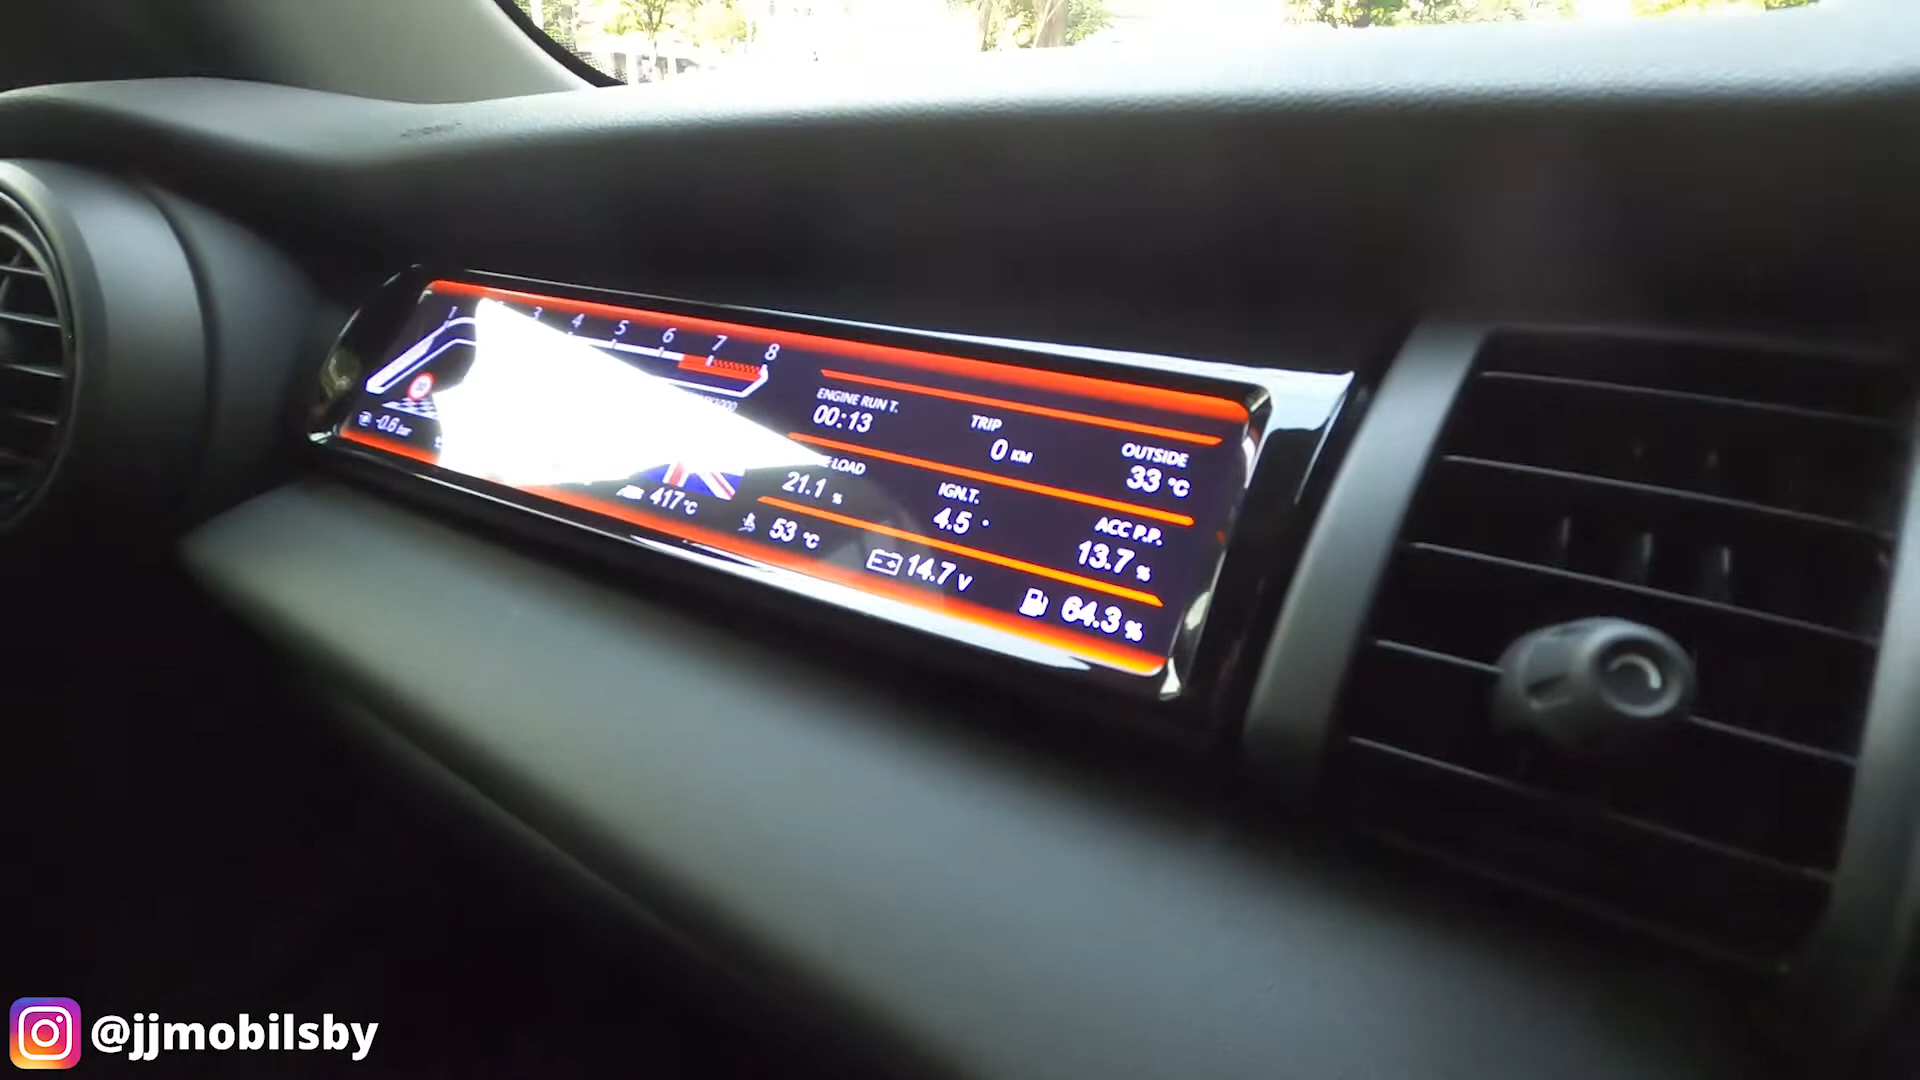 1 3 4 5 6 7 8
-0.6 bar
417°C
ENGINE RUN T.
00:13
TRIP
0 KM
OUTSIDE
33 °C
LOAD
21.1 %
IGN.T.
4.5 °
ACC P.P.
13.7 %
53 °C
14.7 V
64.3 %
@jjmobilsby